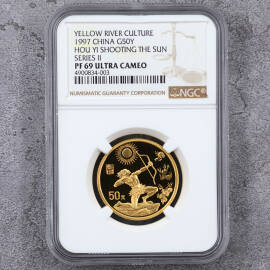 YELLOW RIVER CULTURE
1997 CHINA G50Y
HOU YI SHOOTING THE SUN
SERIES II
PF 69 ULTRA CAMEO
4900834-003
NUMISMATIC GUARANTY CORPORATION
NGC
50元